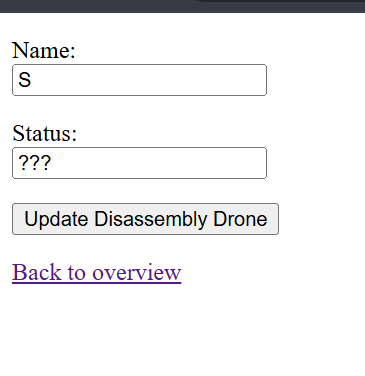 Name:
S
Status:
???
Update Disassembly Drone
Back to overview